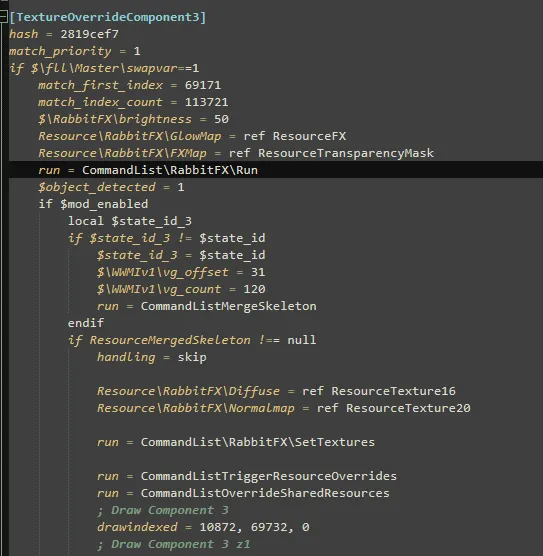 [TextureOverrideComponent3]
hash = 2819cef7
match_priority = 1
if $\fll\Master\swapvar==1
match_first_index = 69171
match_index_count = 113721
$\RabbitFX\brightness = 50
Resource\RabbitFX\GlowMap = ref ResourceFX
Resource\RabbitFX\FXMap = ref ResourceTransparencyMask
run = CommandList\RabbitFX\Run
$object_detected = 1
if $mod_enabled
local $state_id_3
if $state_id_3 != $state_id
$state_id_3 = $state_id
$\WWMIv1\vg_offset = 31
$\WWMIv1\vg_count = 120
run = CommandListMergeSkeleton
endif
if ResourceMergedSkeleton !== null
handling = skip
Resource\RabbitFX\Diffuse = ref ResourceTexture16
Resource\RabbitFX\Normalmap = ref ResourceTexture20
run = CommandList\RabbitFX\SetTextures
run = CommandListTriggerResourceOverrides
run = CommandListOverrideSharedResources
; Draw Component 3
drawindexed = 10872, 69732, 0
; Draw Component 3 z1